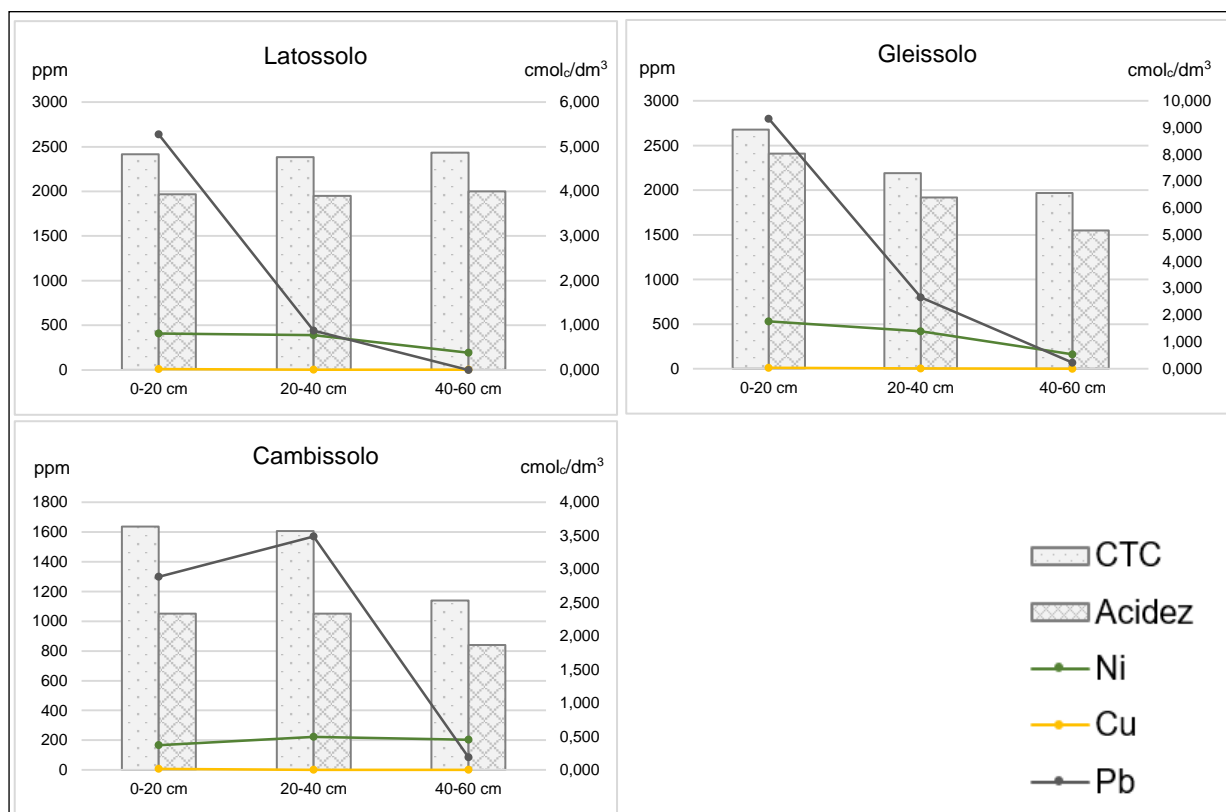 Latossolo
ppm cmolc/dm³
3000 6,000
2500 5,000
2000 4,000
1500 3,000
1000 2,000
500 1,000
0 0,000
0-20 cm 20-40 cm 40-60 cm
Gleissolo
ppm cmolc/dm³
3000 10,000
9,000
2500 8,000
7,000
2000 6,000
1500 5,000
4,000
1000 3,000
2,000
500 1,000
0 0,000
0-20 cm 20-40 cm 40-60 cm
Cambissolo
ppm cmolc/dm³
1800 4,000
1600 3,500
1400 3,000
1200 2,500
1000 2,000
800 1,500
600 1,000
400 0,500
200 0,000
0
0-20 cm 20-40 cm 40-60 cm
CTC
Acidez
Ni
Cu
Pb